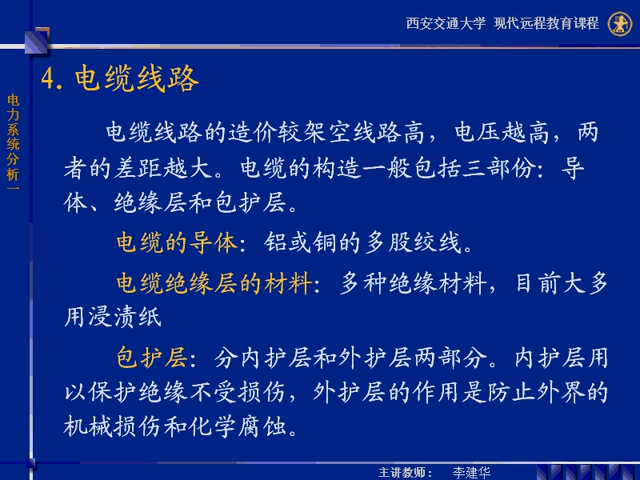 西安交通大学 现代远程教育课程
4. 电缆线路
电力系统分析一
电缆线路的造价较架空线路高，电压越高，两
者的差距越大。电缆的构造一般包括三部份：导
体、绝缘层和包护层。
电缆的导体：铝或铜的多股绞线。
电缆绝缘层的材料：多种绝缘材料，目前大多
用浸渍纸
包护层：分内护层和外护层两部分。内护层用
以保护绝缘不受损伤，外护层的作用是防止外界的
机械损伤和化学腐蚀。
主讲教师： 李建华